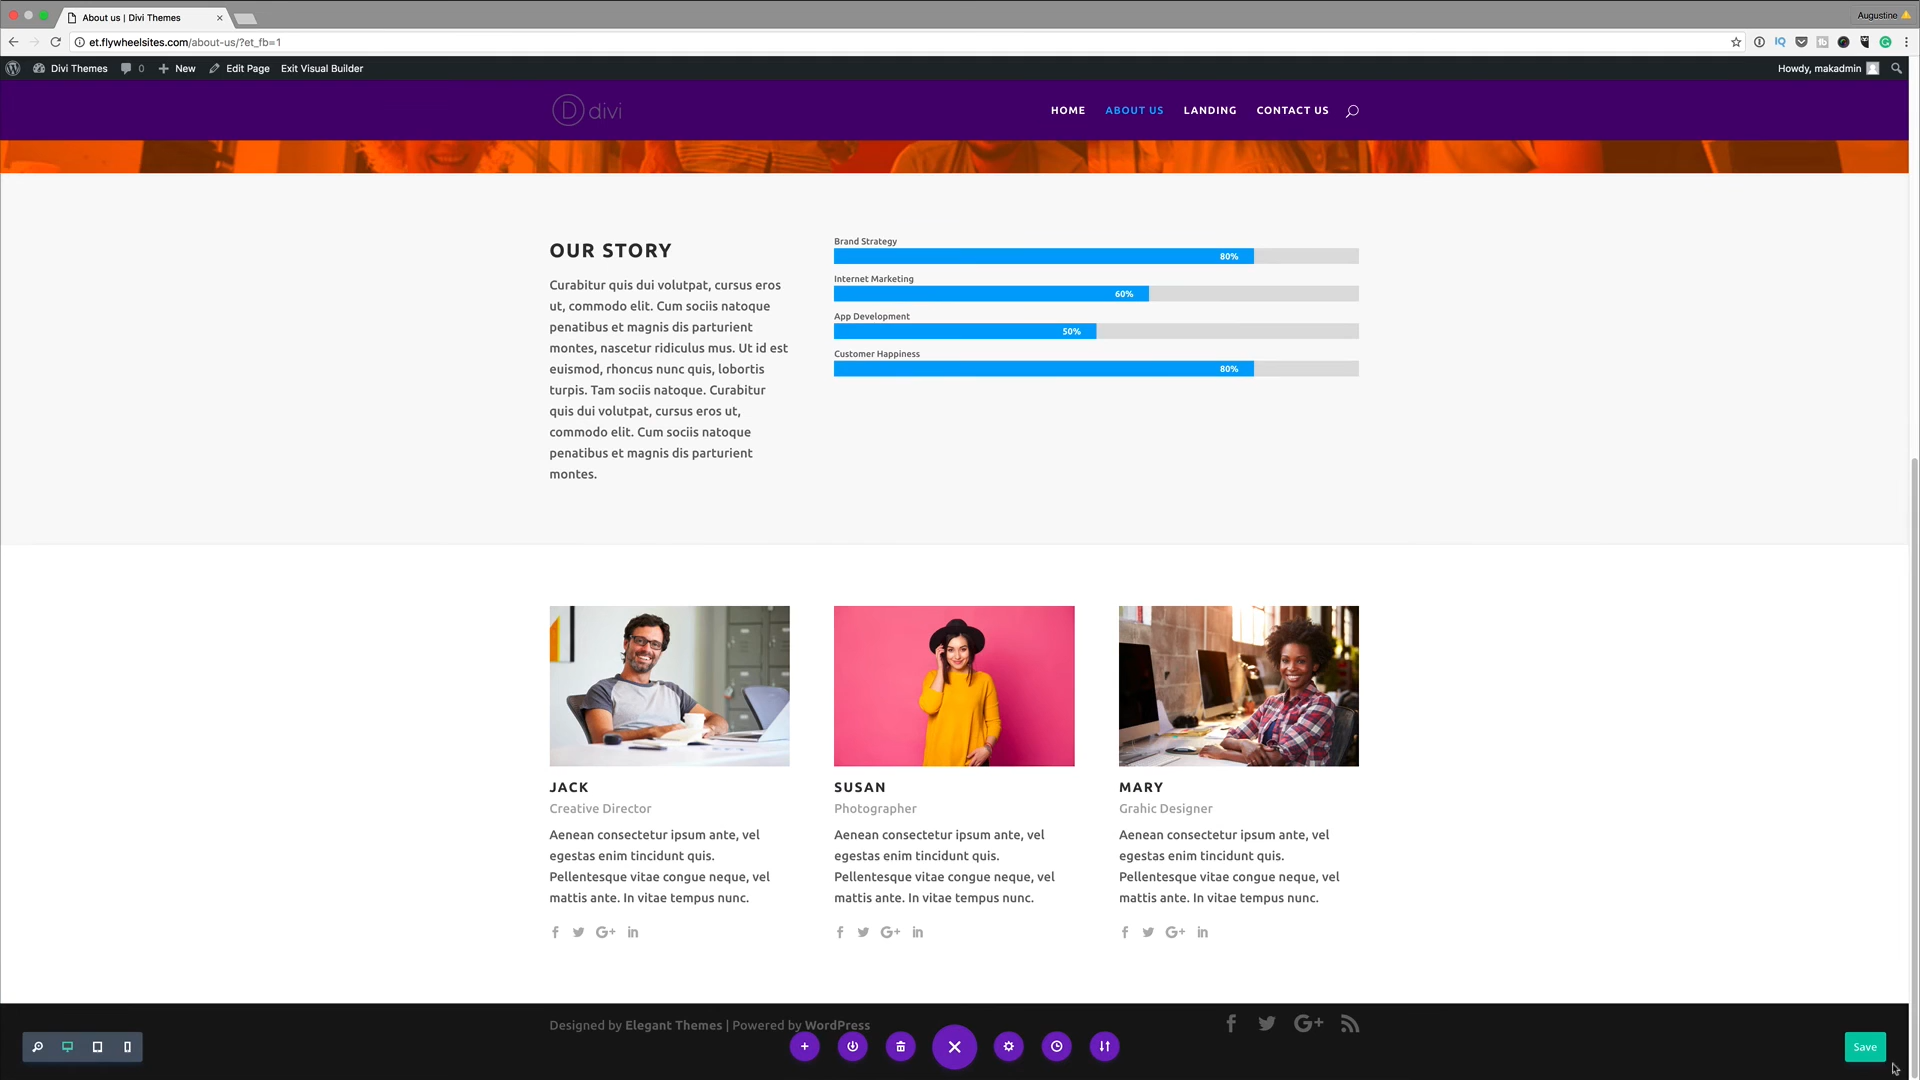 About us | Divi Themes
Augustine
et.flywheelsites.com/about-us/?et_fb=1
Divi Themes 0 New Edit Page Exit Visual Builder
Howdy, makadmin
D divi
HOME ABOUT US LANDING CONTACT US
OUR STORY
Curabitur quis dui volutpat, cursus eros
ut, commodo elit. Cum sociis natoque
penatibus et magnis dis parturient
montes, nascetur ridiculus mus. Ut id est
euismod, rhoncus nunc quis, lobortis
turpis. Tam sociis natoque. Curabitur
quis dui volutpat, cursus eros ut,
commodo elit. Cum sociis natoque
penatibus et magnis dis parturient
montes.
Brand Strategy
80%
Internet Marketing
60%
App Development
50%
Customer Happiness
80%
JACK
Creative Director
Aenean consectetur ipsum ante, vel
egestas enim tincidunt quis.
Pellentesque vitae congue neque, vel
mattis ante. In vitae tempus nunc.
SUSAN
Photographer
Aenean consectetur ipsum ante, vel
egestas enim tincidunt quis.
Pellentesque vitae congue neque, vel
mattis ante. In vitae tempus nunc.
MARY
Grahic Designer
Aenean consectetur ipsum ante, vel
egestas enim tincidunt quis.
Pellentesque vitae congue neque, vel
mattis ante. In vitae tempus nunc.
Designed by Elegant Themes | Powered by WordPress
Save